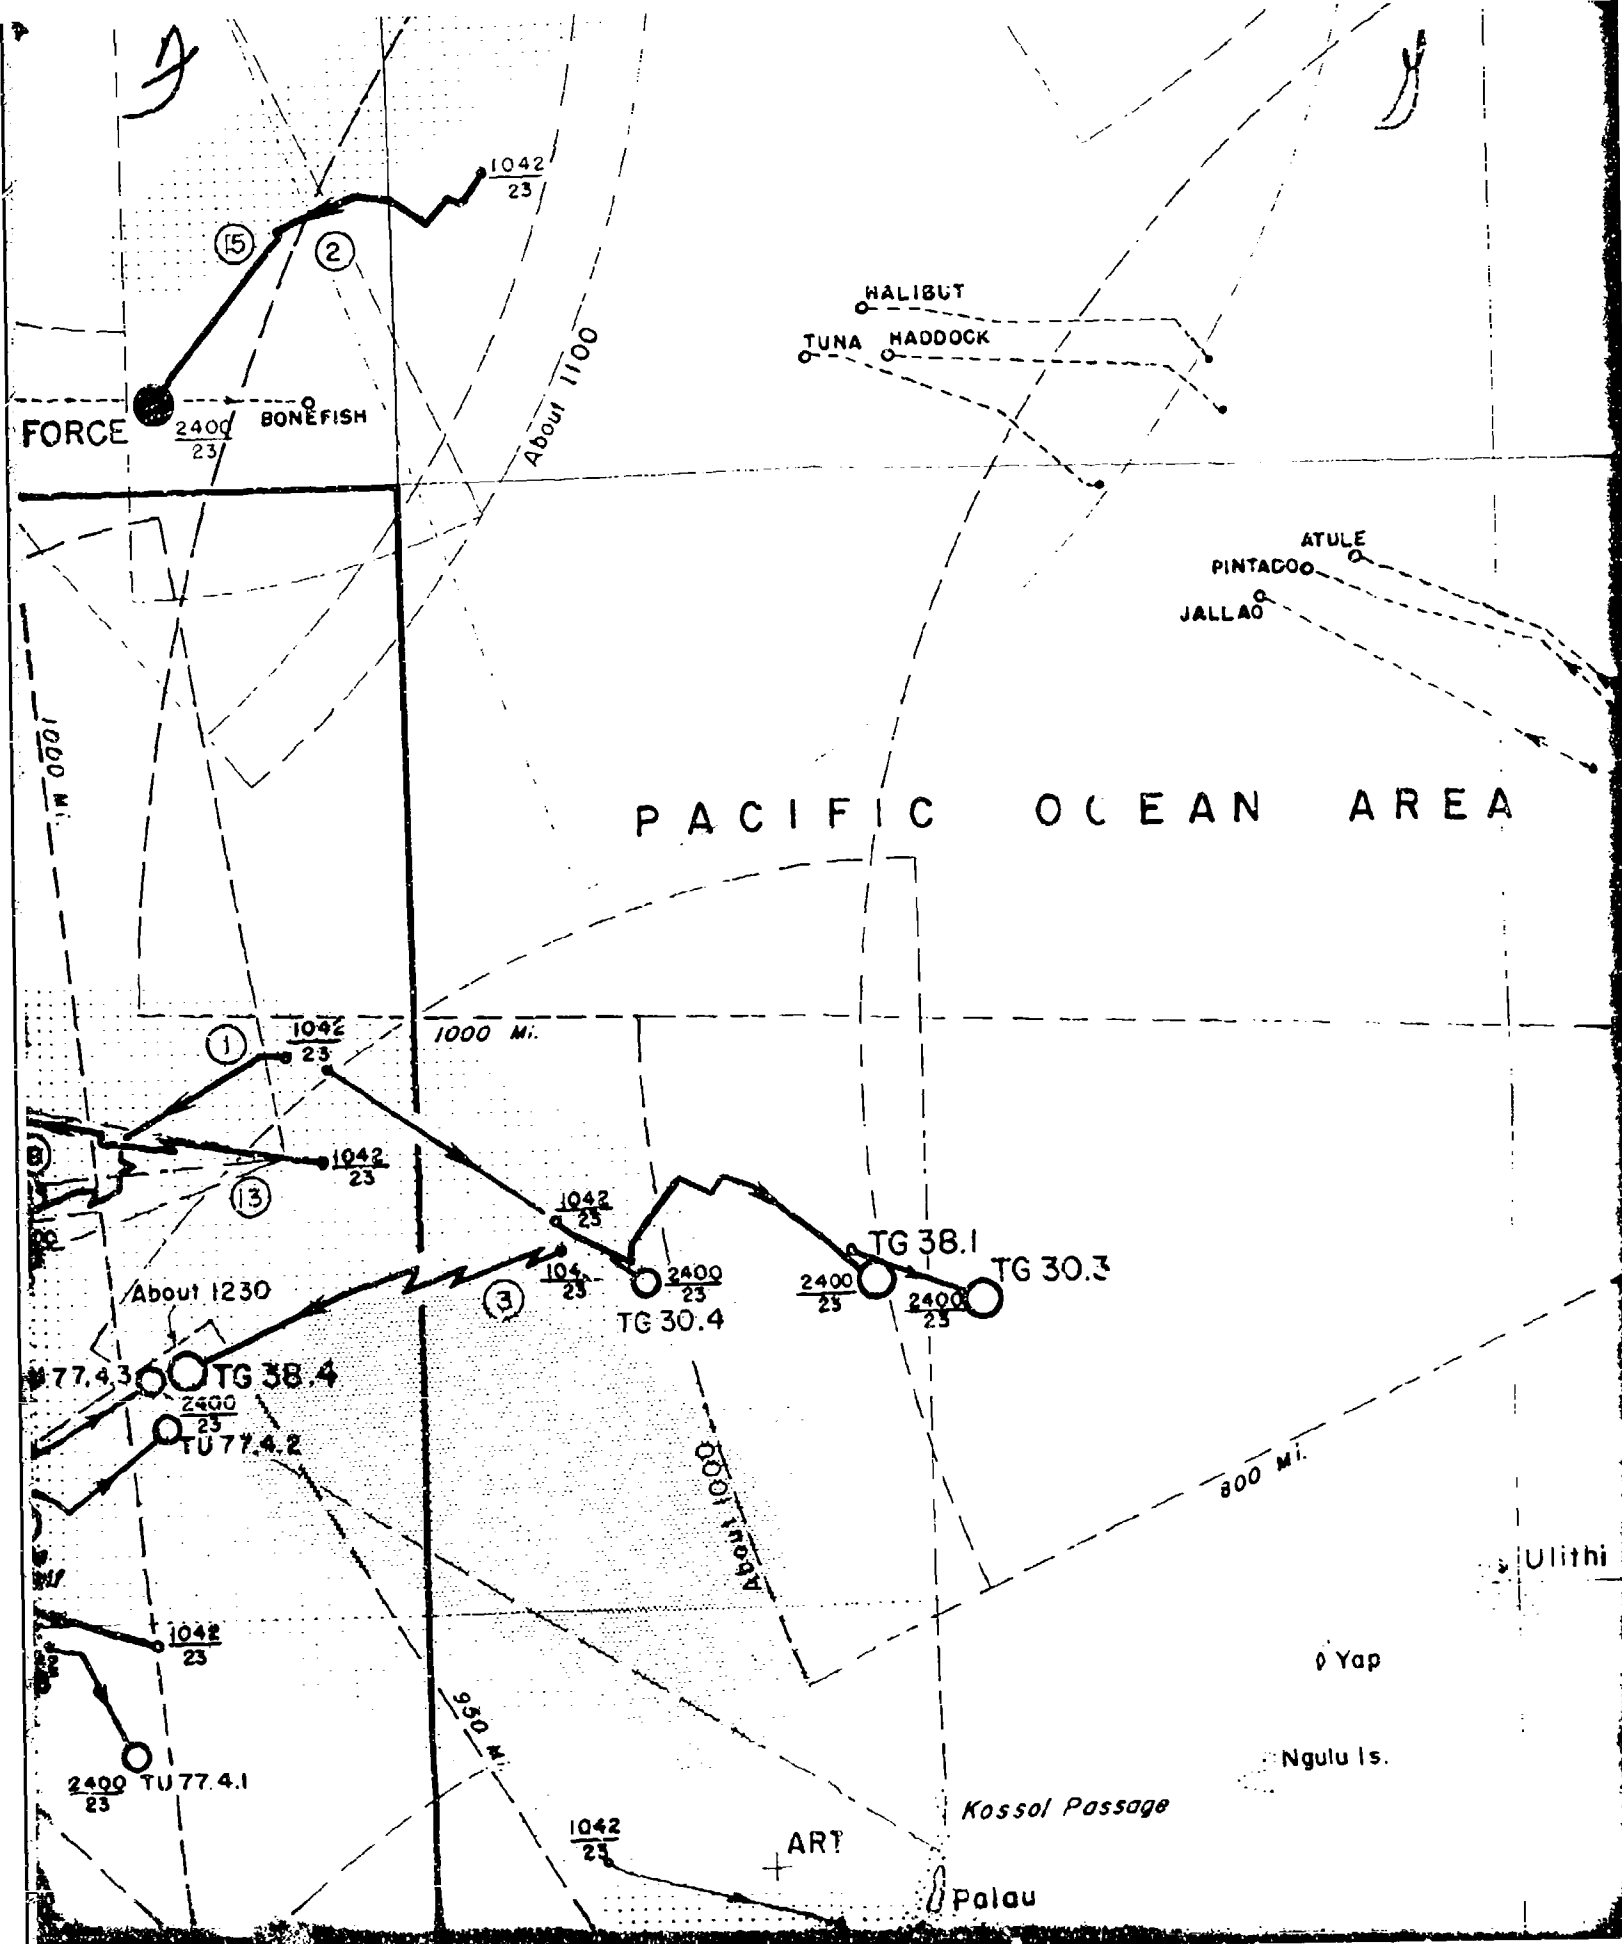 1042
23
15
2
HALIBUT
TUNA HADDOCK
About 1100
BONEFISH
FORCE
2400
23
ATULE
PINTADO
JALLAO
1000 Mi.
PACIFIC OCEAN AREA
1
1042
23
1000 Mi.
1042
23
13
1042
23
3
TG 38.1
TG 30.3
2400
23
2400
23
2400
23
TG 30.4
About 1230
77.4.3
TG 38.4
2400
23
TU 77.4.2
About 1000
800 Mi.
Ulithi
1042
23
Yap
950 Mi.
Ngulu Is.
2400
23
TU 77.4.1
Kossol Passage
1042
23
ART
Palau